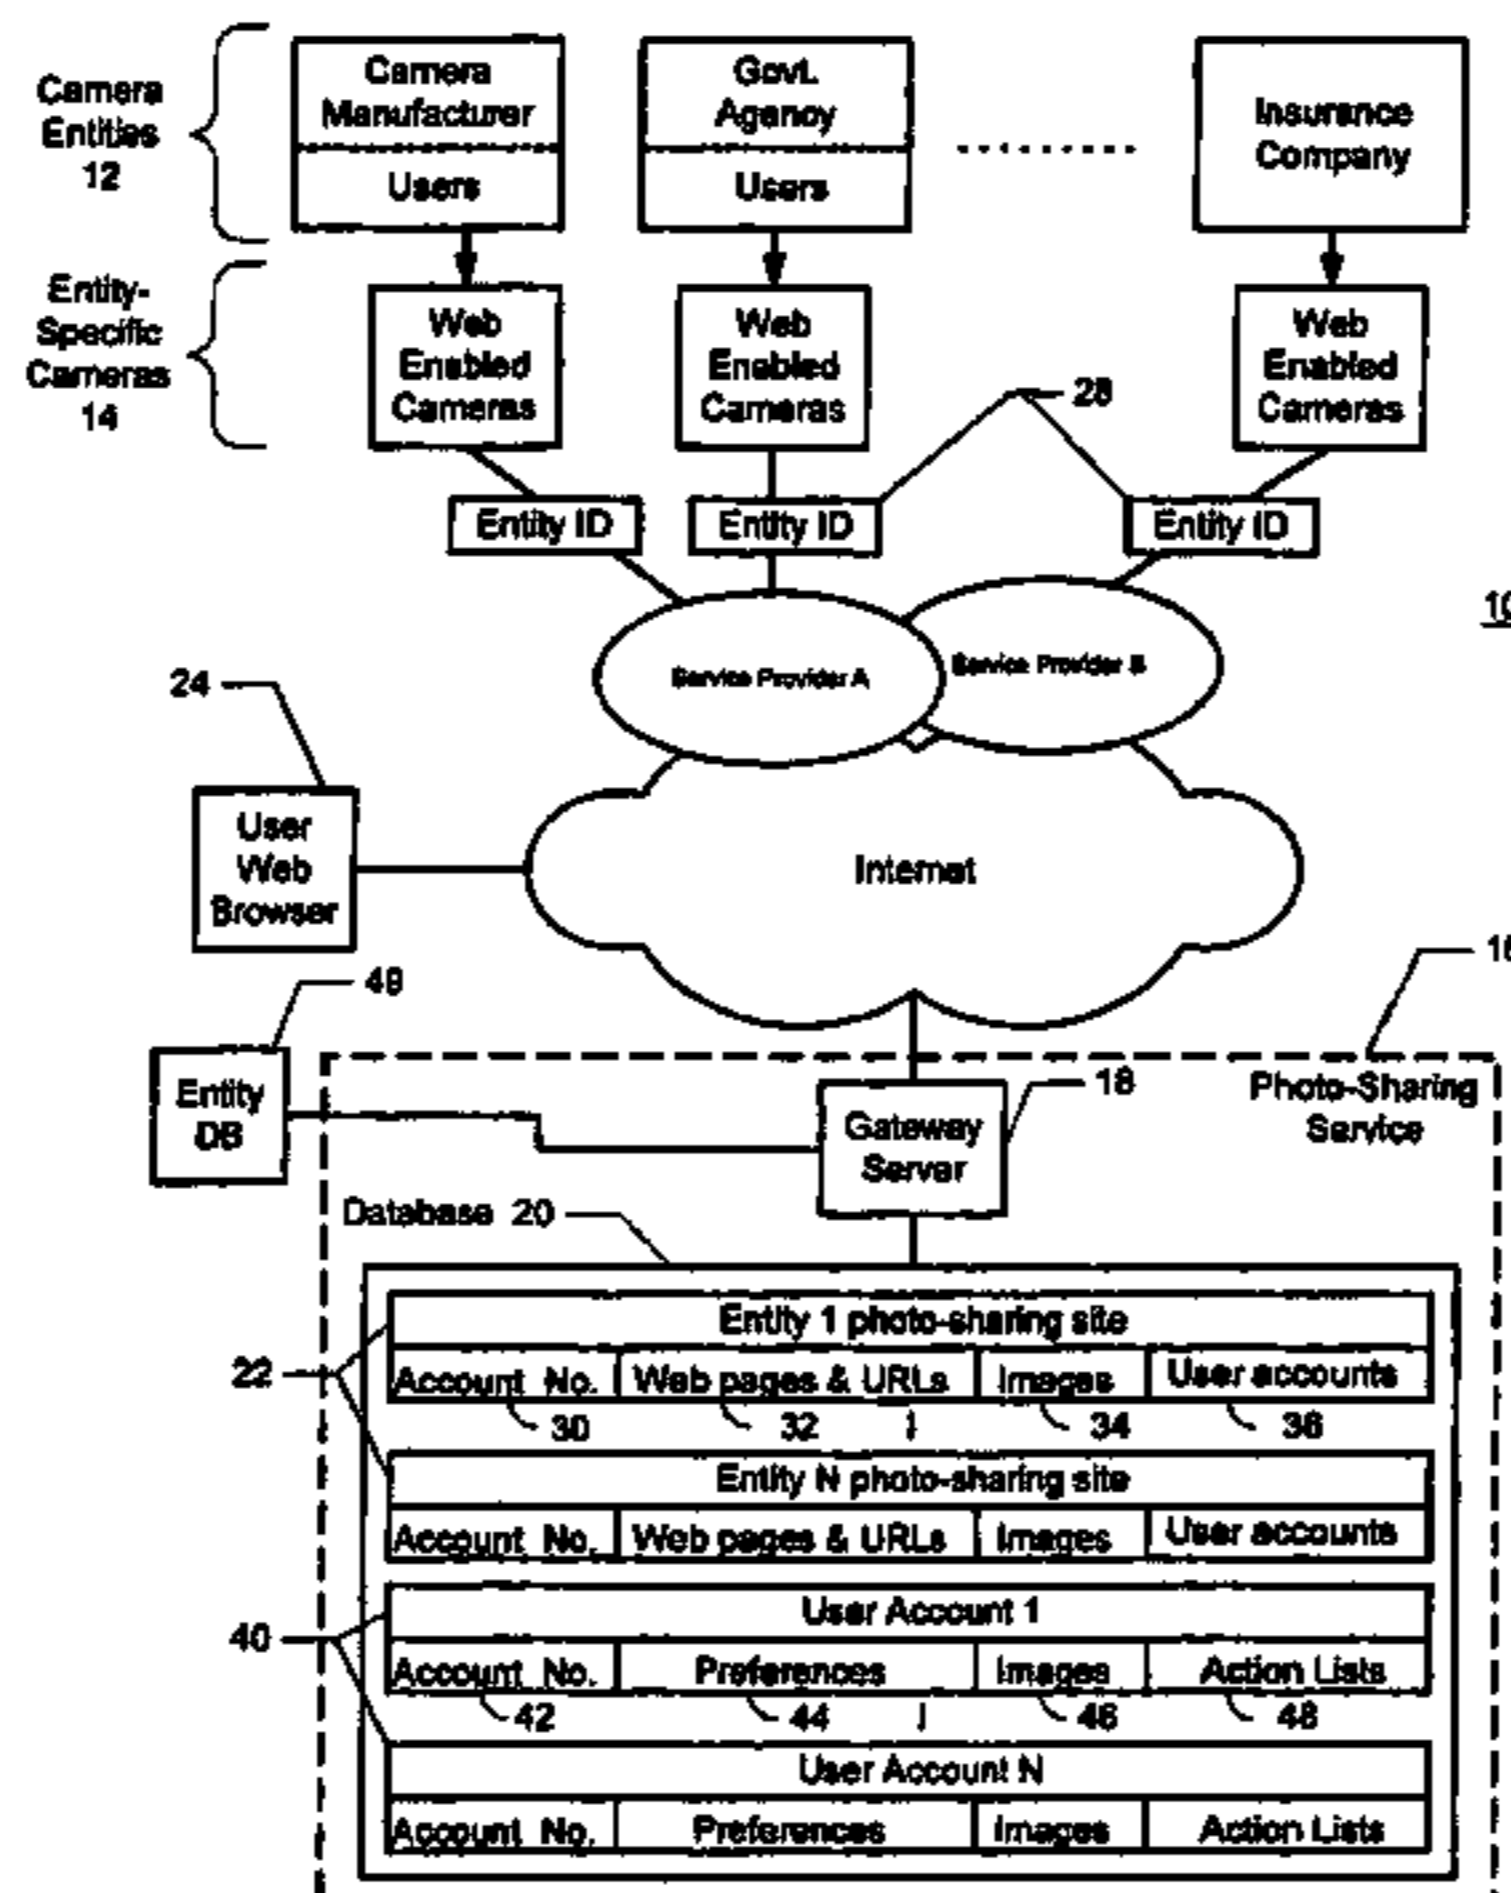 Camera
Entities
12
Camera
Manufacturer
Users
Govt.
Agency
Users
Insurance
Company
Entity-
Specific
Cameras
14
Web
Enabled
Cameras
Web
Enabled
Cameras
Web
Enabled
Cameras
28
Entity ID
Entity ID
Entity ID
10
Service Provider A
Service Provider B
24
User
Web
Browser
Internet
49
Entity
DB
Photo-Sharing
Service
18
Gateway
Server
Database 20
22
Entity 1 photo-sharing site
Account No. Web pages & URLs Images User accounts
30 32 34 36
Entity N photo-sharing site
Account No. Web pages & URLs Images User accounts
40
User Account 1
Account No. Preferences Images Action Lists
42 44 46 48
User Account N
Account No. Preferences Images Action Lists